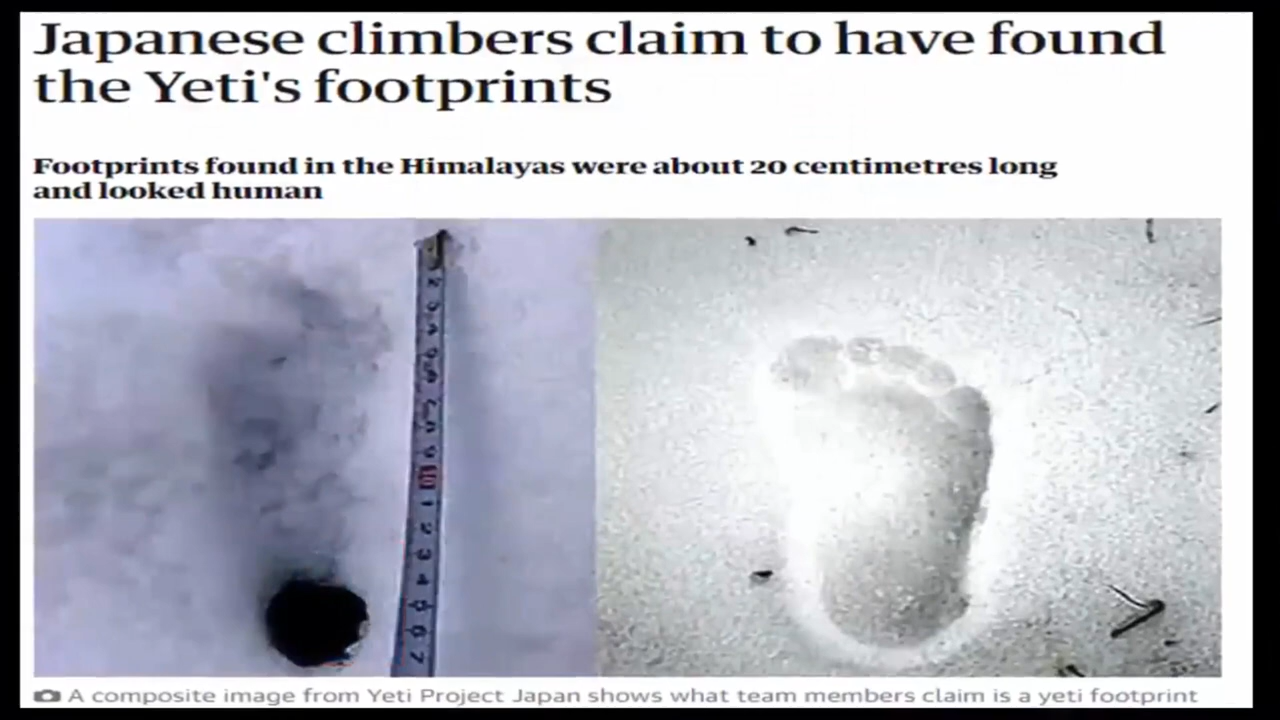 Japanese climbers claim to have found
the Yeti's footprints
Footprints found in the Himalayas were about 20 centimetres long
and looked human
A composite image from Yeti Project Japan shows what team members claim is a yeti footprint